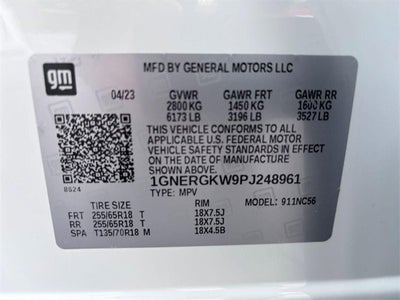 gm
MFD BY GENERAL MOTORS LLC
04/23 GVWR GAWR FRT GAWR RR
2800 KG 1450 KG 1600 KG
6173 LB 3196 LB 3527 LB
THIS VEHICLE CONFORMS TO ALL
APPLICABLE U.S. FEDERAL MOTOR
VEHICLE SAFETY STANDARDS IN
EFFECT ON THE DATE OF
MANUFACTURE SHOWN ABOVE.
8624
1GNERGKW9PJ248961
TYPE: MPV MODEL: 911NC56
TIRE SIZE RIM
FRT 255/65R18 T 18X7.5J
RR 255/65R18 T 18X7.5J
SPA T135/70R18 M 18X4.5B